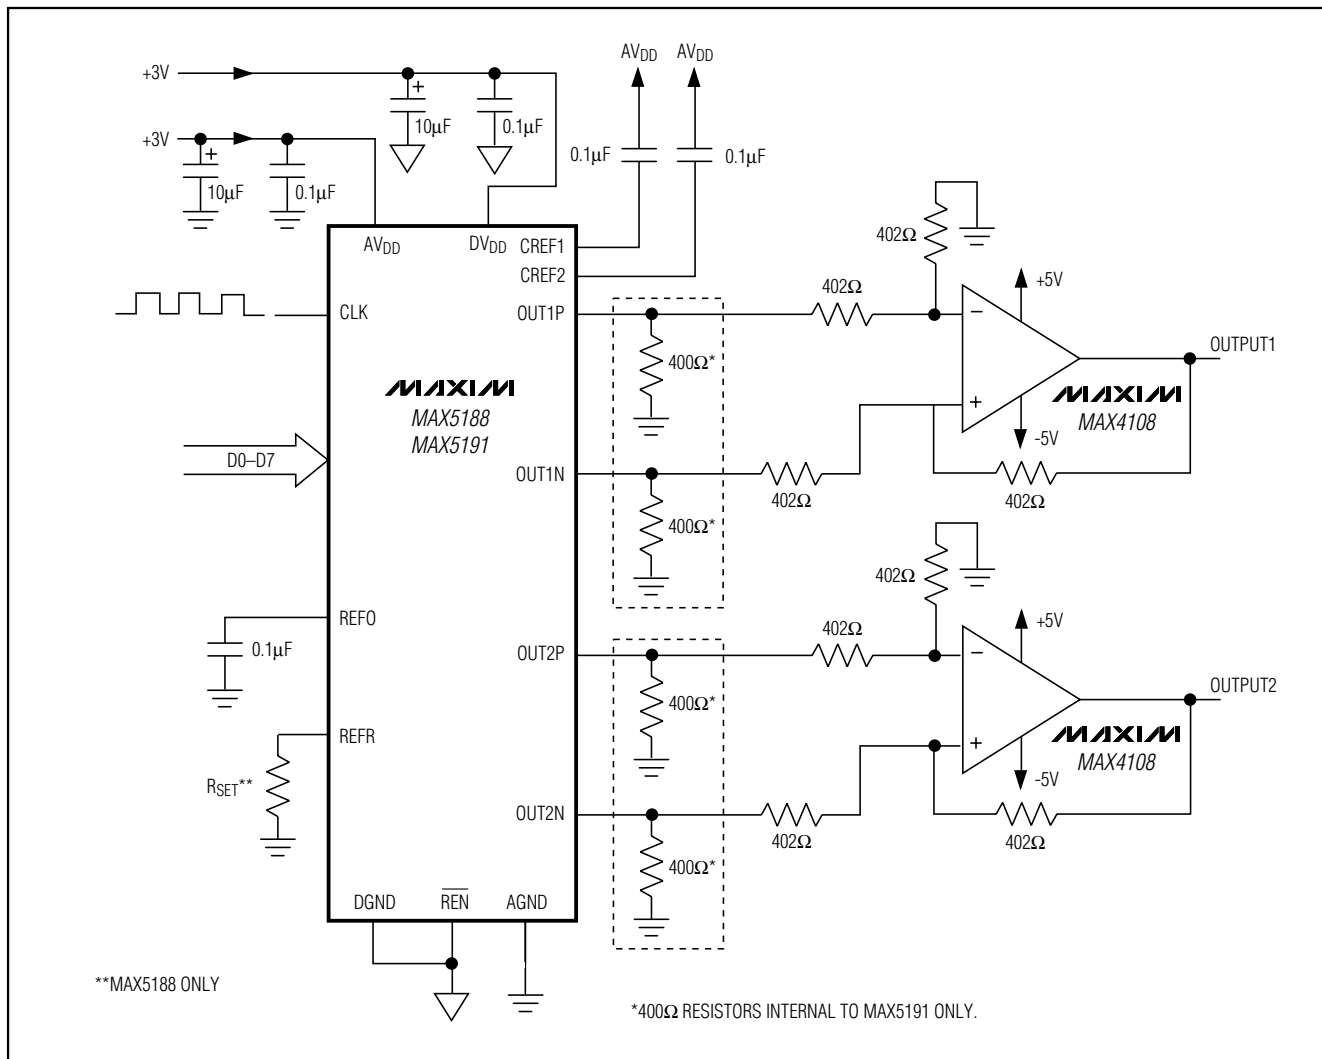 AVDD AVDD
+3V
+
10µF
0.1µF
0.1µF
0.1µF
+3V
+
10µF
0.1µF
AVDD
DVDD
CREF1
CREF2
CLK
OUT1P
MAXIM
MAX5188
MAX5191
D0–D7
OUT1N
REFO
0.1µF
OUT2P
REFR
RSET**
OUT2N
DGND
REN
AGND
400Ω*
400Ω*
400Ω*
400Ω*
402Ω
402Ω
+5V
−
OUTPUT1
MAXIM
MAX4108
+
-5V
402Ω
402Ω
402Ω
402Ω
+5V
−
OUTPUT2
MAXIM
MAX4108
+
-5V
402Ω
402Ω
**MAX5188 ONLY
*400Ω RESISTORS INTERNAL TO MAX5191 ONLY.